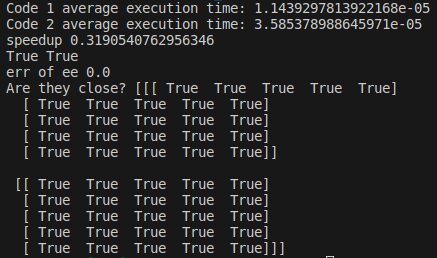 Code 1 average execution time: 1.1439297813922168e-05
Code 2 average execution time: 3.585378988645971e-05
speedup 0.3190540762956346
True True
err of ee 0.0
Are they close? [[[ True  True  True  True  True]
  [ True  True  True  True  True]
  [ True  True  True  True  True]
  [ True  True  True  True  True]
  [ True  True  True  True  True]]

 [[ True  True  True  True  True]
  [ True  True  True  True  True]
  [ True  True  True  True  True]
  [ True  True  True  True  True]
  [ True  True  True  True  True]]]